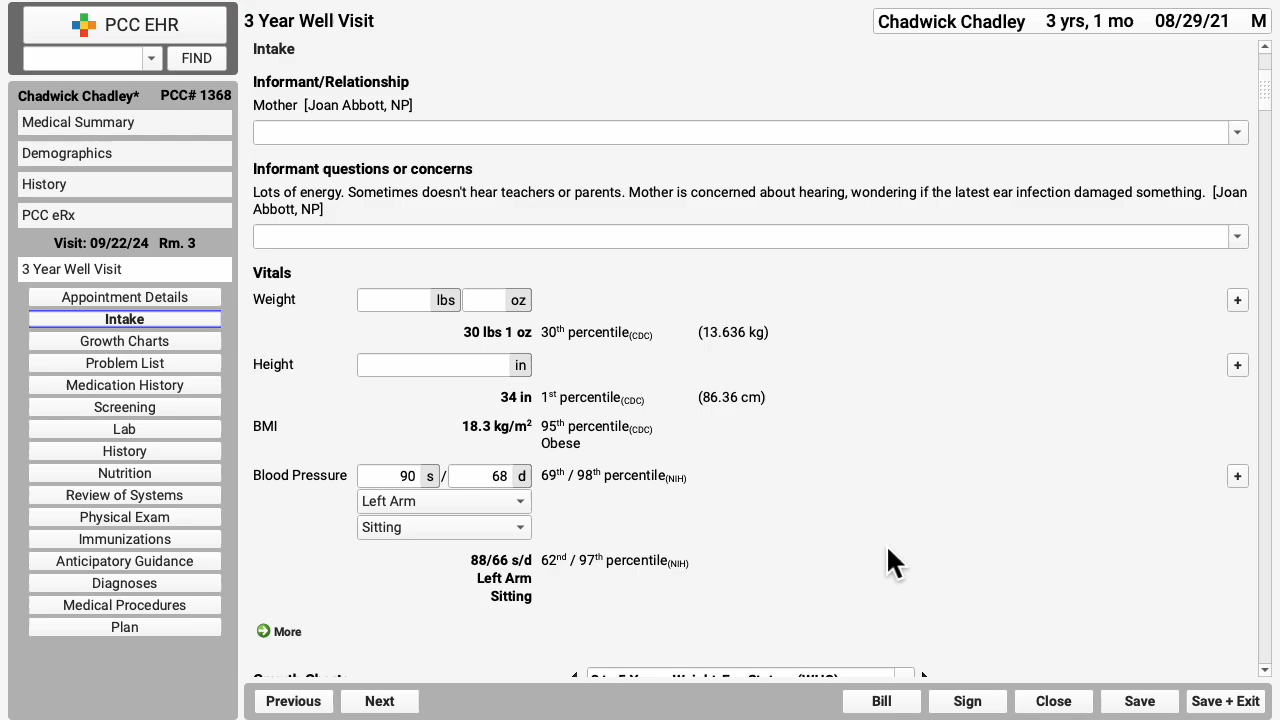 PCC EHR
FIND
Chadwick Chadley* PCC# 1368
Medical Summary
Demographics
History
PCC eRx
Visit: 09/22/24 Rm. 3
3 Year Well Visit
Appointment Details
Intake
Growth Charts
Problem List
Medication History
Screening
Lab
History
Nutrition
Review of Systems
Physical Exam
Immunizations
Anticipatory Guidance
Diagnoses
Medical Procedures
Plan
3 Year Well Visit
Chadwick Chadley 3 yrs, 1 mo 08/29/21 M
Intake
Informant/Relationship
Mother [Joan Abbott, NP]
Informant questions or concerns
Lots of energy. Sometimes doesn't hear teachers or parents. Mother is concerned about hearing, wondering if the latest ear infection damaged something. [Joan
Abbott, NP]
Vitals
Weight lbs oz +
30 lbs 1 oz 30th percentile(CDC) (13.636 kg)
Height in +
34 in 1st percentile(CDC) (86.36 cm)
BMI 18.3 kg/m² 95th percentile(CDC)
Obese
Blood Pressure 90 s / 68 d 69th / 98th percentile(NIH) +
Left Arm
Sitting
88/66 s/d 62nd / 97th percentile(NIH)
Left Arm
Sitting
More
Previous Next Bill Sign Close Save Save + Exit